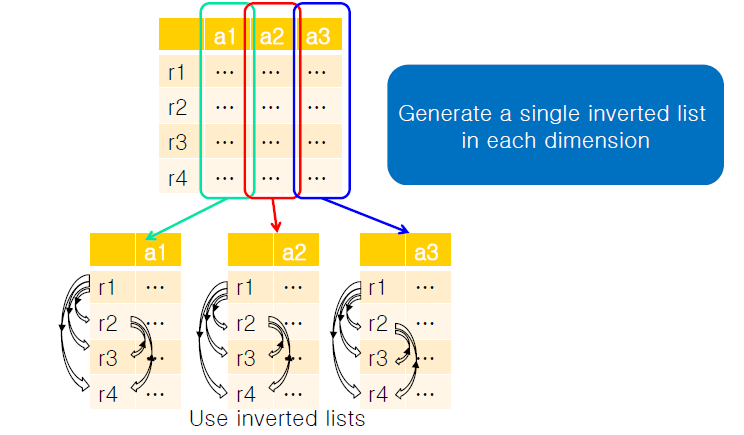 a1 a2 a3
r1 ... ... ...
r2 ... ... ...
r3 ... ... ...
r4 ... ... ...
Generate a single inverted list
in each dimension
a1
r1 ...
r2 ...
r3 ...
r4 ...
a2
r1 ...
r2 ...
r3 ...
r4 ...
a3
r1 ...
r2 ...
r3 ...
r4 ...
Use inverted lists